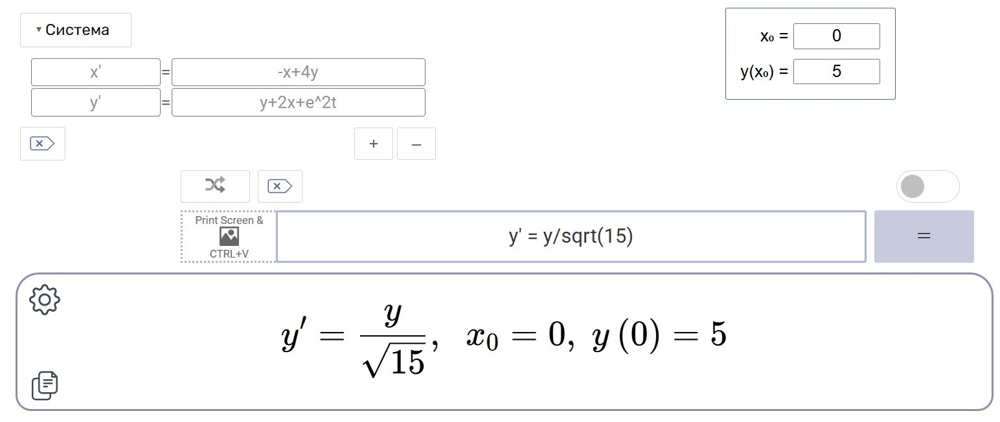 ▾ Система
x' = -x+4y
y' = y+2x+e^2t
x₀ = 0
y(x₀) = 5
+ –
Print Screen &
CTRL+V
y' = y/sqrt(15)
=
y′ = y/√15, x₀ = 0, y (0) = 5